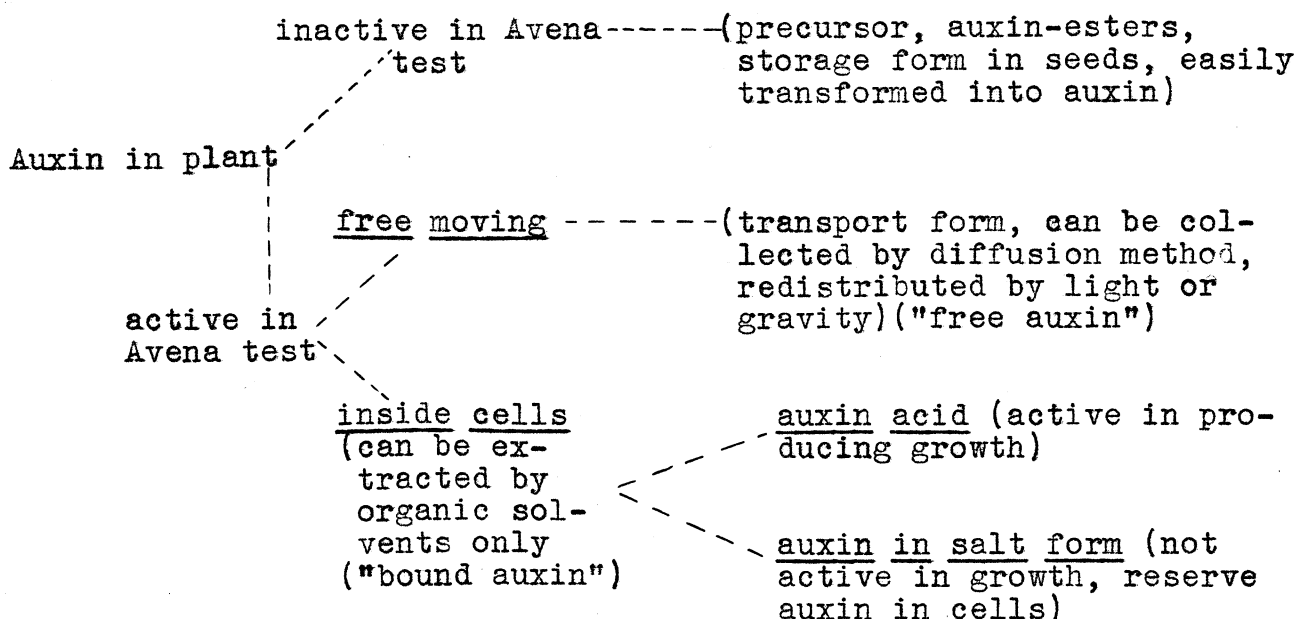 inactive in Avena------(precursor, auxin-esters,
test
storage form in seeds, easily
transformed into auxin)
Auxin in plant
free moving - - - - - -(transport form, can be col-
lected by diffusion method,
redistributed by light or
gravity)("free auxin")
active in
Avena test
inside cells
(can be ex-
tracted by
organic sol-
vents only
("bound auxin")
auxin acid (active in pro-
ducing growth)
auxin in salt form (not
active in growth, reserve
auxin in cells)